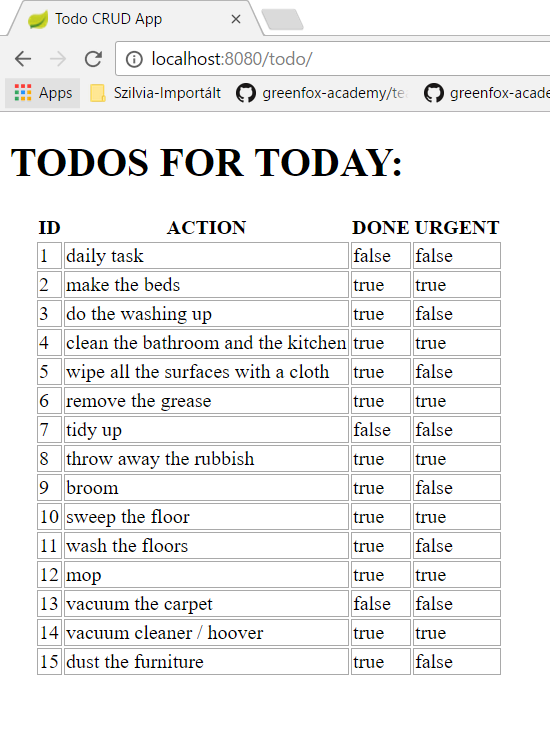 Todo CRUD App
localhost:8080/todo/
Apps Szilvia-Importált greenfox-academy/te greenfox-acade
TODOS FOR TODAY:
ID ACTION DONE URGENT
1 daily task false false
2 make the beds true true
3 do the washing up true false
4 clean the bathroom and the kitchen true true
5 wipe all the surfaces with a cloth true false
6 remove the grease true true
7 tidy up false false
8 throw away the rubbish true true
9 broom true false
10 sweep the floor true true
11 wash the floors true false
12 mop true true
13 vacuum the carpet false false
14 vacuum cleaner / hoover true true
15 dust the furniture true false